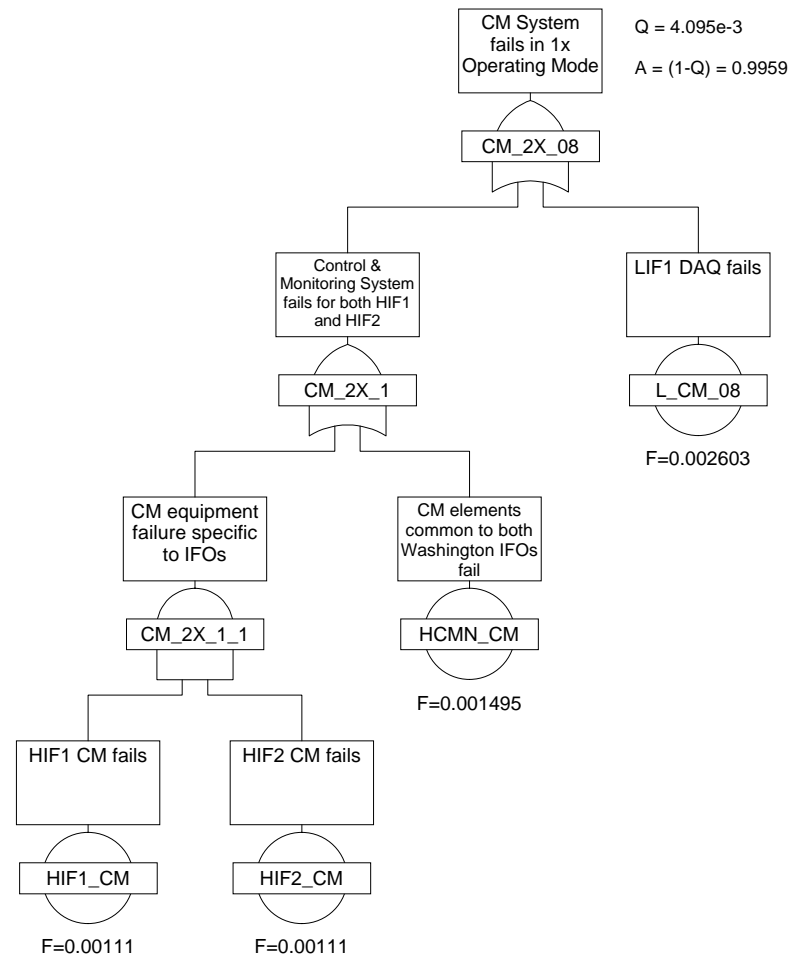 CM System
fails in 1x
Operating Mode
Q = 4.095e-3
A = (1-Q) = 0.9959
CM_2X_08
Control &
Monitoring System
fails for both HIF1
and HIF2
LIF1 DAQ fails
CM_2X_1
L_CM_08
F=0.002603
CM equipment
failure specific
to IFOs
CM elements
common to both
Washington IFOs
fail
CM_2X_1_1
HCMN_CM
F=0.001495
HIF1 CM fails
HIF2 CM fails
HIF1_CM
HIF2_CM
F=0.00111
F=0.00111